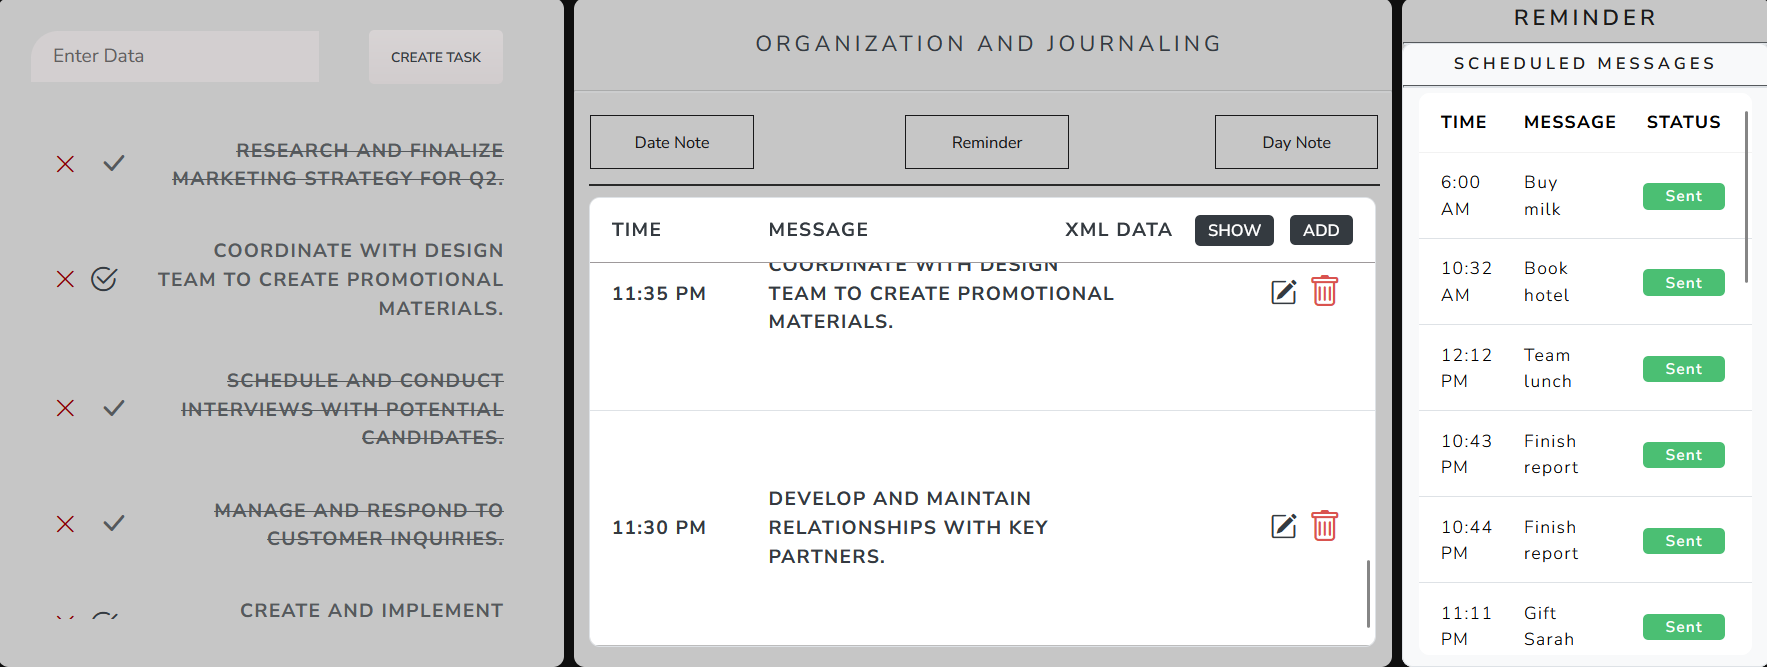 Enter Data
CREATE TASK
RESEARCH AND FINALIZE
MARKETING STRATEGY FOR Q2.
COORDINATE WITH DESIGN
TEAM TO CREATE PROMOTIONAL
MATERIALS.
SCHEDULE AND CONDUCT
INTERVIEWS WITH POTENTIAL
CANDIDATES.
MANAGE AND RESPOND TO
CUSTOMER INQUIRIES.
CREATE AND IMPLEMENT
ORGANIZATION AND JOURNALING
Date Note
Reminder
Day Note
TIME MESSAGE XML DATA SHOW ADD
COORDINATE WITH DESIGN
11:35 PM TEAM TO CREATE PROMOTIONAL
MATERIALS.
DEVELOP AND MAINTAIN
11:30 PM RELATIONSHIPS WITH KEY
PARTNERS.
REMINDER
SCHEDULED MESSAGES
TIME MESSAGE STATUS
6:00 AM Buy milk Sent
10:32 AM Book hotel Sent
12:12 PM Team lunch Sent
10:43 PM Finish report Sent
10:44 PM Finish report Sent
11:11 PM Gift Sarah Sent